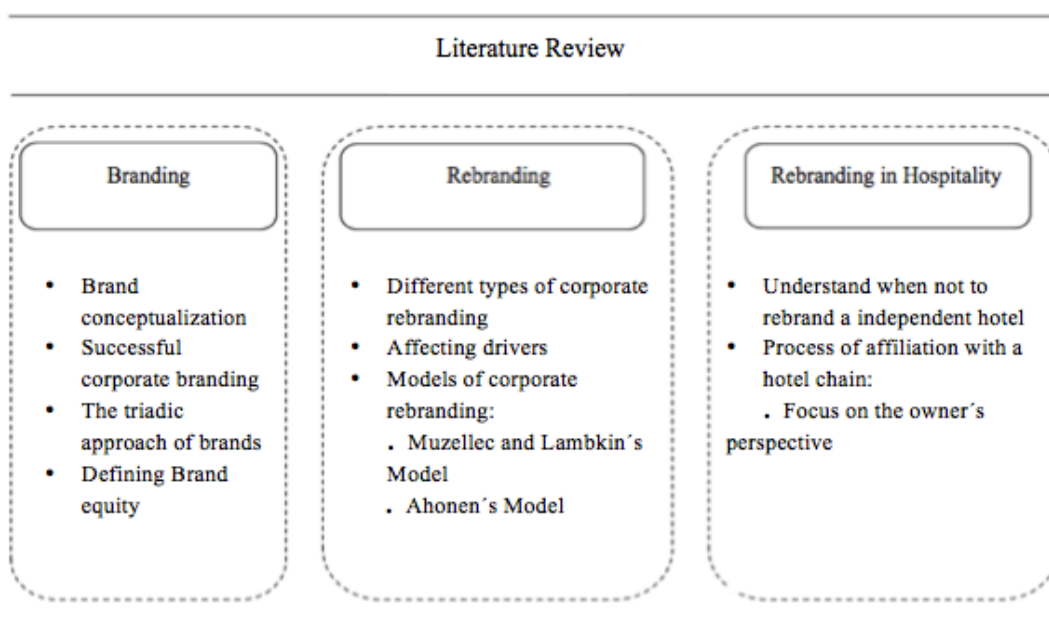 Literature Review
Branding
• Brand
conceptualization
• Successful
corporate branding
• The triadic
approach of brands
• Defining Brand
equity
Rebranding
• Different types of corporate
rebranding
• Affecting drivers
• Models of corporate
rebranding:
. Muzellec and Lambkin´s
Model
. Ahonen´s Model
Rebranding in Hospitality
• Understand when not to
rebrand a independent hotel
• Process of affiliation with a
hotel chain:
. Focus on the owner´s
perspective